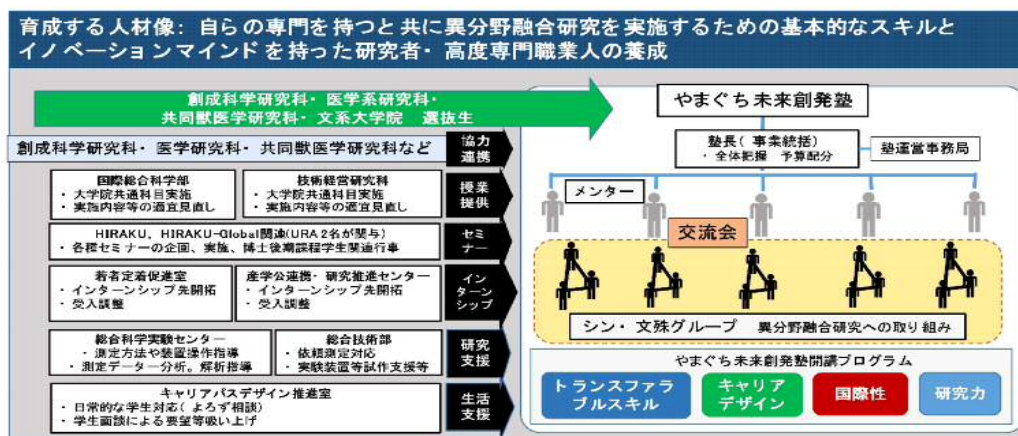 育成する人材像：自らの専門を持つと共に異分野融合研究を実施するための基本的なスキルと
イノベーションマインドを持った研究者・高度専門職業人の養成
創成科学研究科・医学系研究科・
共同獣医学研究科・文系大学院　選抜生
創成科学研究科・医学研究科・共同獣医学研究科など
協力
連携
国際総合科学部
・大学院共通科目実施
・実施内容等の適宜見直し
技術経営研究科
・大学院共通科目実施
・実施内容等の適宜見直し
授業
提供
HIRAKU、HIRAKU-Global関連(URA 2名が関与)
・各種セミナーの企画、実施、博士後期課程学生関連行事
セミ
ナー
若者定着促進室
・インターンシップ先開拓
・受入調整
産学公連携・研究推進センター
・インターンシップ先開拓
・受入調整
イン
ターン
シップ
総合科学実験センター
・測定方法や装置操作指導
・測定データー分析。解析指導
総合技術部
・依頼測定対応
・実験装置等試作支援等
研究
支援
キャリアパスデザイン推進室
・日常的な学生対応(よろず相談)
・学生面談による要望等吸い上げ
生活
支援
やまぐち未来創発塾
塾長(事業統括)
・全体把握　予算配分
塾運営事務局
メンター
交流会
シン・文殊グループ　異分野融合研究への取り組み
やまぐち未来創発塾開講プログラム
トランスファラ
ブルスキル
キャリア
デザイン
国際性
研究力